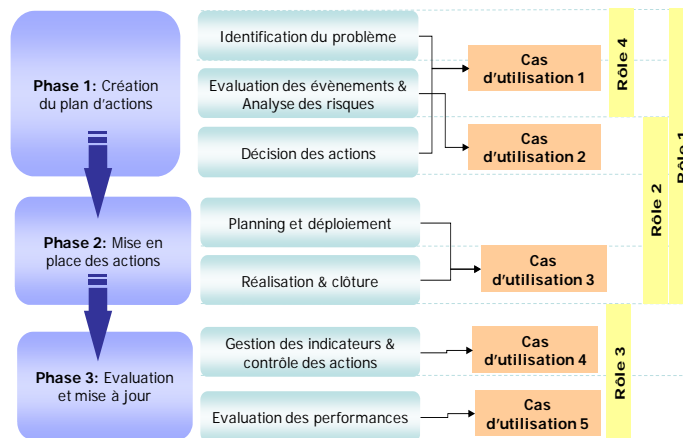 Phase 1: Création
du plan d'actions
Phase 2: Mise en
place des actions
Phase 3: Evaluation
et mise à jour
Identification du problème
Evaluation des évènements &
Analyse des risques
Décision des actions
Planning et déploiement
Réalisation & clôture
Gestion des indicateurs &
contrôle des actions
Evaluation des performances
Cas
d'utilisation 1
Cas
d'utilisation 2
Cas
d'utilisation 3
Cas
d'utilisation 4
Cas
d'utilisation 5
Rôle 4
Rôle 2
Rôle 3
Rôle 1